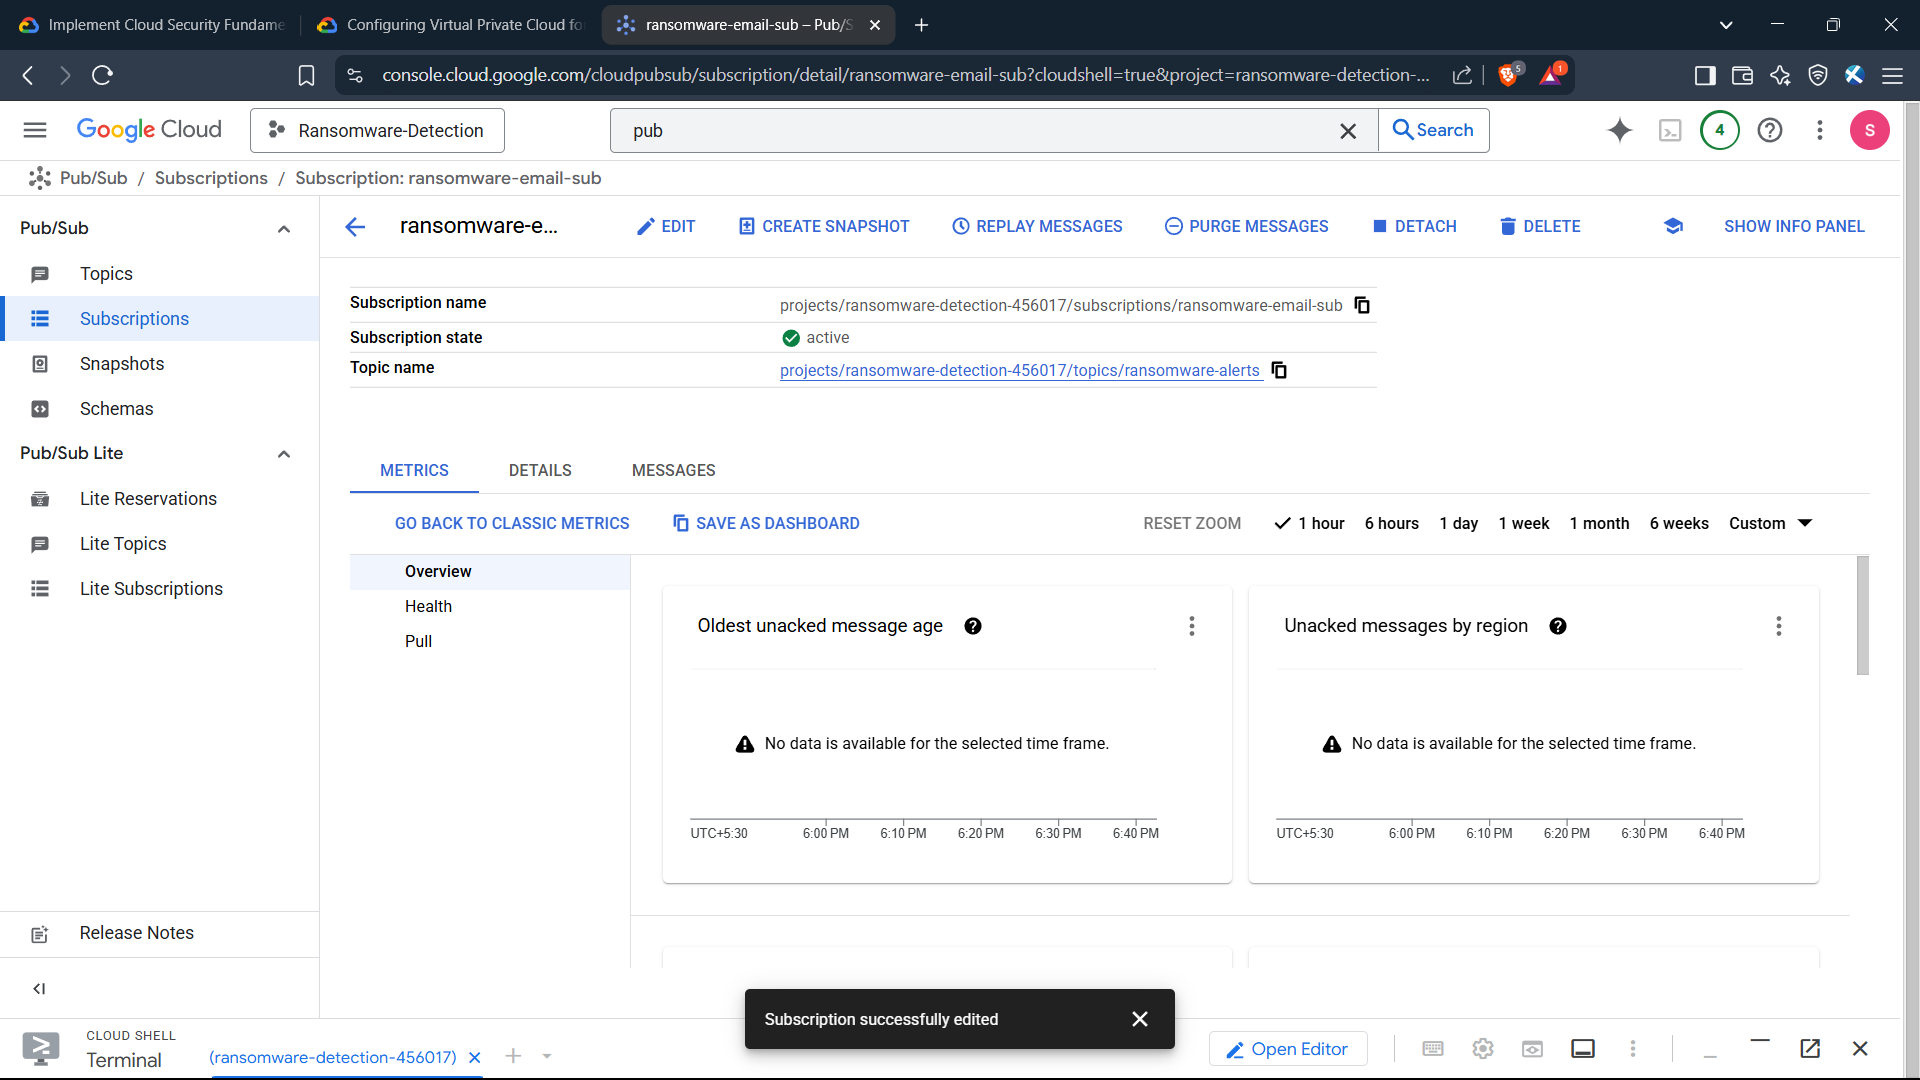 Implement Cloud Security Fundame
Configuring Virtual Private Cloud fo
ransomware-email-sub – Pub/S
console.cloud.google.com/cloudpubsub/subscription/detail/ransomware-email-sub?cloudshell=true&project=ransomware-detection-...
5
1
Google Cloud
Ransomware-Detection
pub
Search
4
S
Pub/Sub / Subscriptions / Subscription: ransomware-email-sub
Pub/Sub
Topics
Subscriptions
Snapshots
Schemas
Pub/Sub Lite
Lite Reservations
Lite Topics
Lite Subscriptions
Release Notes
ransomware-e...
EDIT
CREATE SNAPSHOT
REPLAY MESSAGES
PURGE MESSAGES
DETACH
DELETE
SHOW INFO PANEL
Subscription name projects/ransomware-detection-456017/subscriptions/ransomware-email-sub
Subscription state active
Topic name projects/ransomware-detection-456017/topics/ransomware-alerts
METRICS DETAILS MESSAGES
GO BACK TO CLASSIC METRICS SAVE AS DASHBOARD RESET ZOOM 1 hour 6 hours 1 day 1 week 1 month 6 weeks Custom
Overview
Health
Pull
Oldest unacked message age
No data is available for the selected time frame.
UTC+5:30 6:00 PM 6:10 PM 6:20 PM 6:30 PM 6:40 PM
Unacked messages by region
No data is available for the selected time frame.
UTC+5:30 6:00 PM 6:10 PM 6:20 PM 6:30 PM 6:40 PM
Subscription successfully edited
CLOUD SHELL
Terminal
(ransomware-detection-456017)
Open Editor